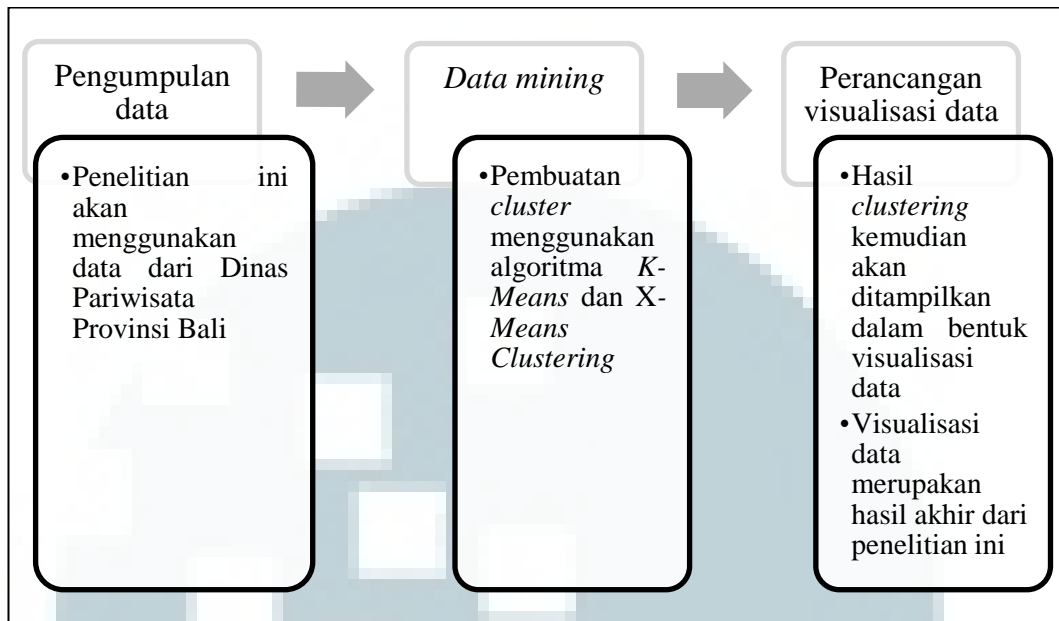 Pengumpulan
data
•Penelitian ini
akan
menggunakan
data dari Dinas
Pariwisata
Provinsi Bali
Data mining
•Pembuatan
cluster
menggunakan
algoritma K-
Means dan X-
Means
Clustering
Perancangan
visualisasi data
•Hasil
clustering
kemudian
akan
ditampilkan
dalam bentuk
visualisasi
data
•Visualisasi
data
merupakan
hasil akhir dari
penelitian ini